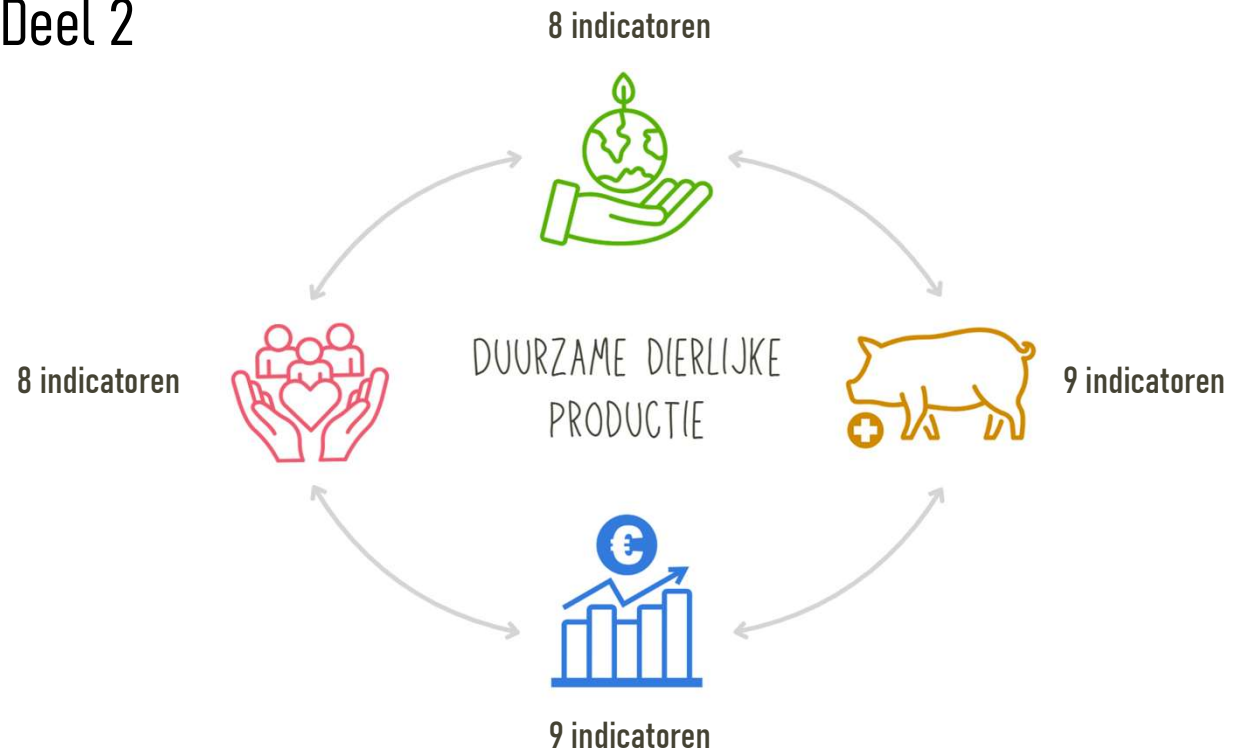 Deel 2
8 indicatoren
8 indicatoren
DUURZAME DIERLIJKE
PRODUCTIE
9 indicatoren
€
9 indicatoren